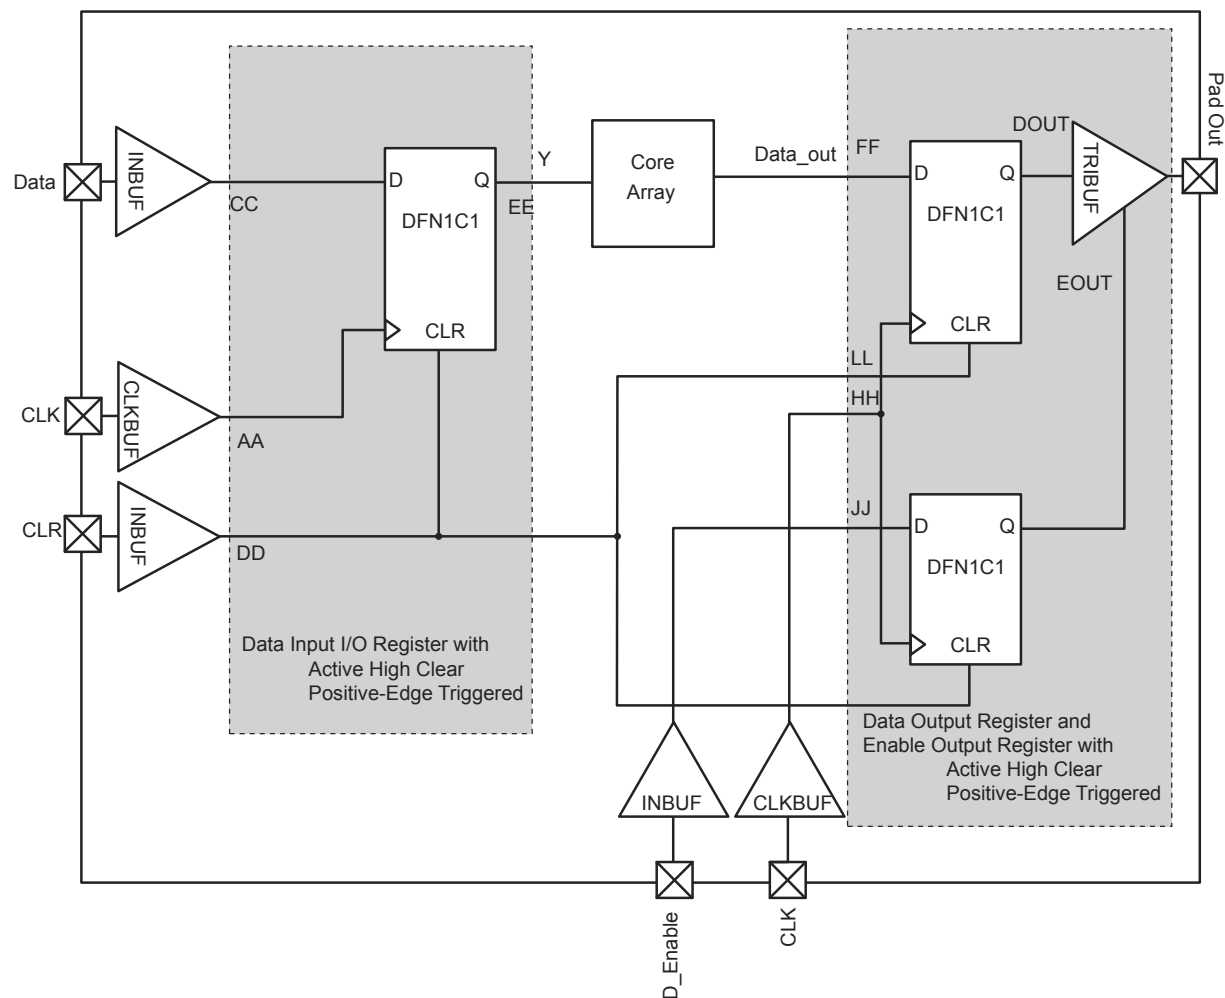 Data
INBUF
CC
D
Q
DFN1C1
CLR
Y
EE
Core
Array
Data_out
FF
D
Q
DFN1C1
CLR
DOUT
TRIBUF
Pad Out
EOUT
LL
HH
CLK
CLKBUF
AA
CLR
INBUF
DD
JJ
D
Q
DFN1C1
CLR
Data Input I/O Register with
Active High Clear
Positive-Edge Triggered
Data Output Register and
Enable Output Register with
Active High Clear
Positive-Edge Triggered
INBUF
CLKBUF
D_Enable
CLK